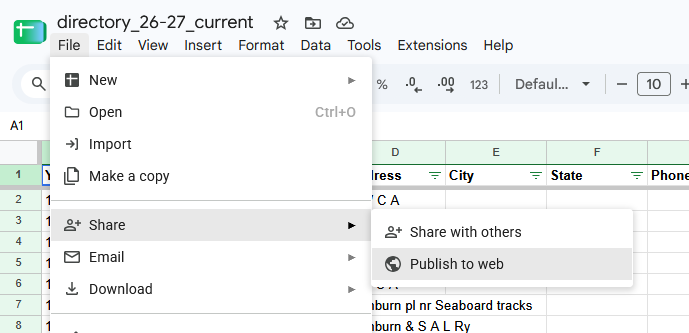 directory_26-27_current
File Edit View Insert Format Data Tools Extensions Help
New
% .0 .00 123 Defaul... 10
Open Ctrl+O
A1
Import
D E F
Make a copy
1 Y dress City State Phone
2 1 C A
3 1
Share
4 1
Share with others
5 1
Email
Publish to web
6 1
Download
7 1 nburn pl nr Seaboard tracks
8 1 nburn & S A L Ry